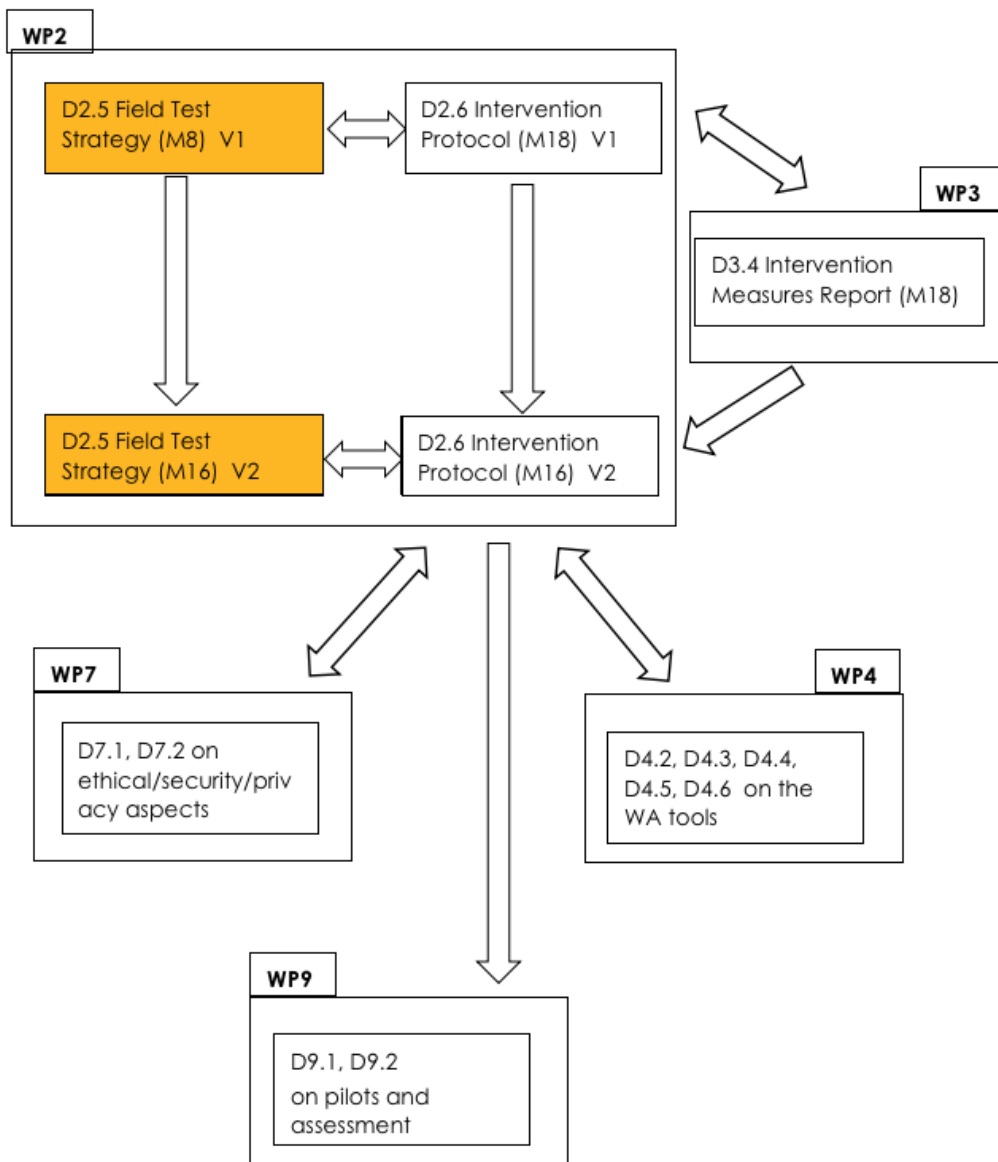 WP2
D2.5 Field Test
Strategy (M8) V1
D2.6 Intervention
Protocol (M18) V1
WP3
D3.4 Intervention
Measures Report (M18)
D2.5 Field Test
Strategy (M16) V2
D2.6 Intervention
Protocol (M16) V2
WP7
D7.1, D7.2 on
ethical/security/priv
acy aspects
WP4
D4.2, D4.3, D4.4,
D4.5, D4.6 on the
WA tools
WP9
D9.1, D9.2
on pilots and
assessment